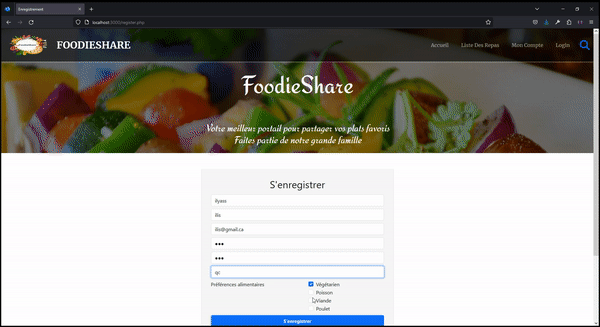 Enregistrement
localhost:3000/register.php
FOODIESHARE
Accueil
Liste Des Repas
Mon Compte
Login
FoodieShare
Votre meilleur portail pour partager vos plats favoris
Faites partie de notre grande famille
S'enregistrer
ilyass
ilis
ilis@gmail.ca
•••
•••
qc
Préférences alimentaires
Végétarien
Poisson
Viande
Poulet
S'enregistrer